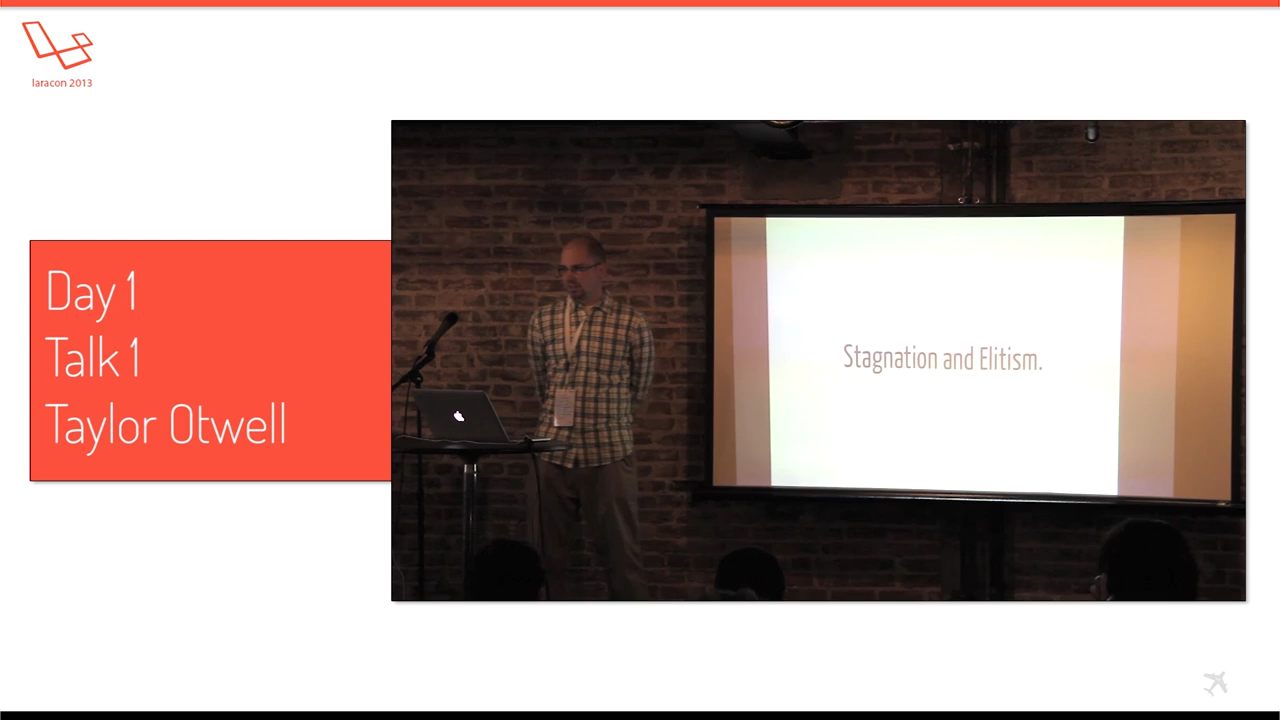 laracon 2013
Day 1
Talk 1
Taylor Otwell
Stagnation and Elitism.